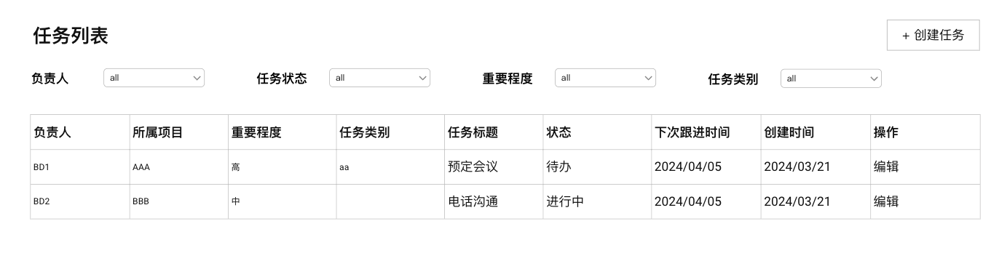 任务列表
+ 创建任务
负责人 all 任务状态 all 重要程度 all 任务类别 all
负责人 所属项目 重要程度 任务类别 任务标题 状态 下次跟进时间 创建时间 操作
BD1 AAA 高 aa 预定会议 待办 2024/04/05 2024/03/21 编辑
BD2 BBB 中 电话沟通 进行中 2024/04/05 2024/03/21 编辑